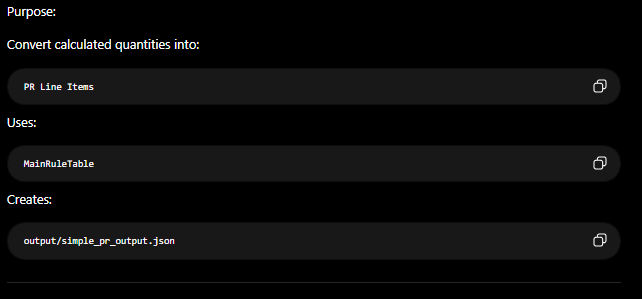 Purpose:
Convert calculated quantities into:
PR Line Items
Uses:
MainRuleTable
Creates:
output/simple_pr_output.json